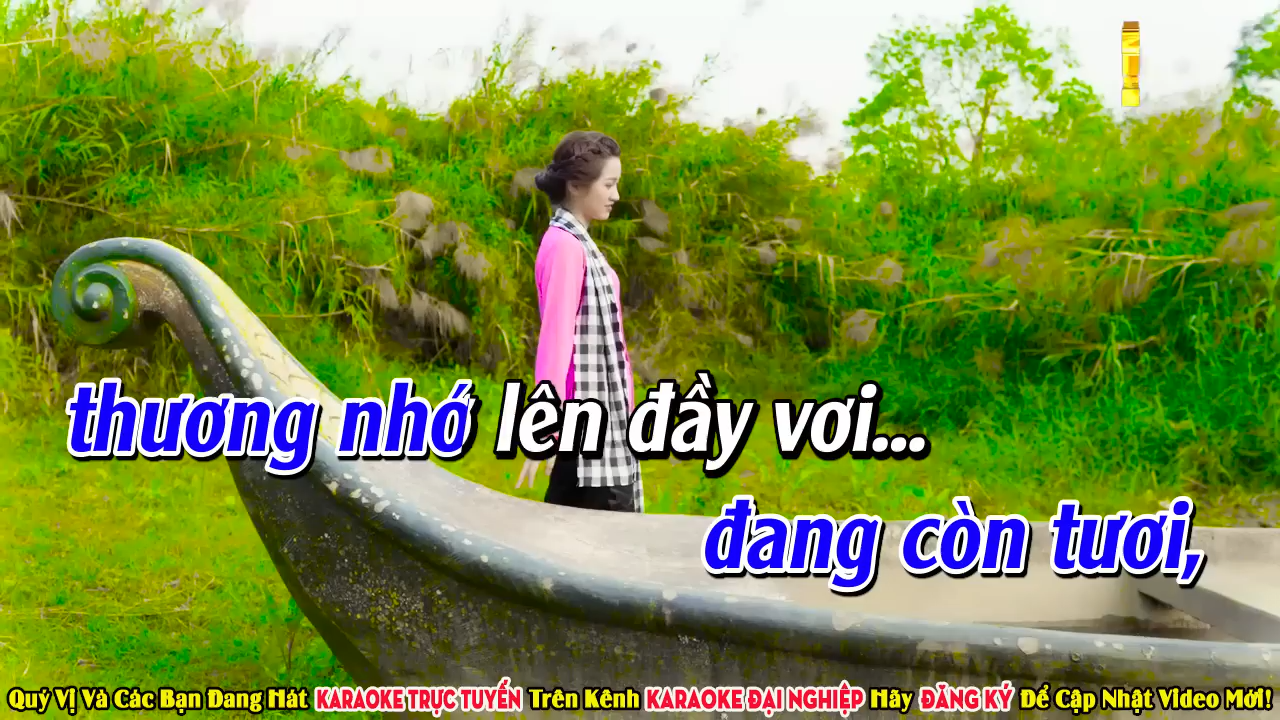 thương nhớ lên đầy vơi...
đang còn tươi,
Quý Vị Và Các Bạn Đang Hát KARAOKE TRỰC TUYẾN Trên Kênh KARAOKE ĐẠI NGHIỆP Hãy ĐĂNG KÝ Để Cập Nhật Video Mới!